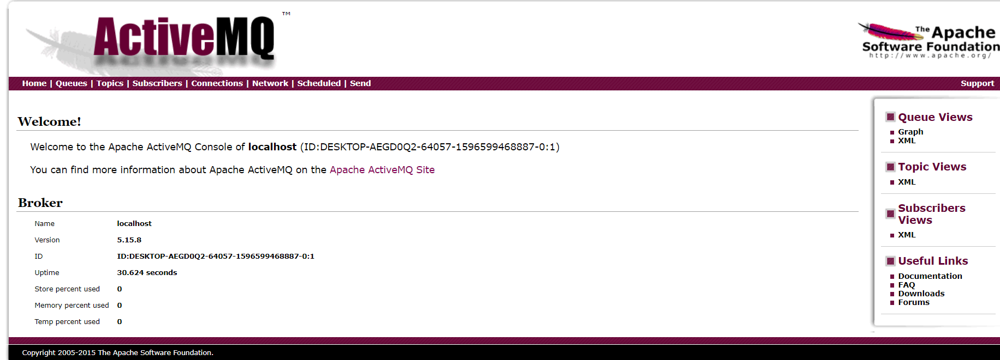 ActiveMQ ™
The Apache
Software Foundation
http://www.apache.org/
Home | Queues | Topics | Subscribers | Connections | Network | Scheduled | Send
Support
Welcome!
Welcome to the Apache ActiveMQ Console of localhost (ID:DESKTOP-AEGD0Q2-64057-1596599468887-0:1)
You can find more information about Apache ActiveMQ on the Apache ActiveMQ Site
Broker
Name localhost
Version 5.15.8
ID ID:DESKTOP-AEGD0Q2-64057-1596599468887-0:1
Uptime 30.624 seconds
Store percent used 0
Memory percent used 0
Temp percent used 0
Queue Views
Graph
XML
Topic Views
XML
Subscribers
Views
XML
Useful Links
Documentation
FAQ
Downloads
Forums
Copyright 2005-2015 The Apache Software Foundation.